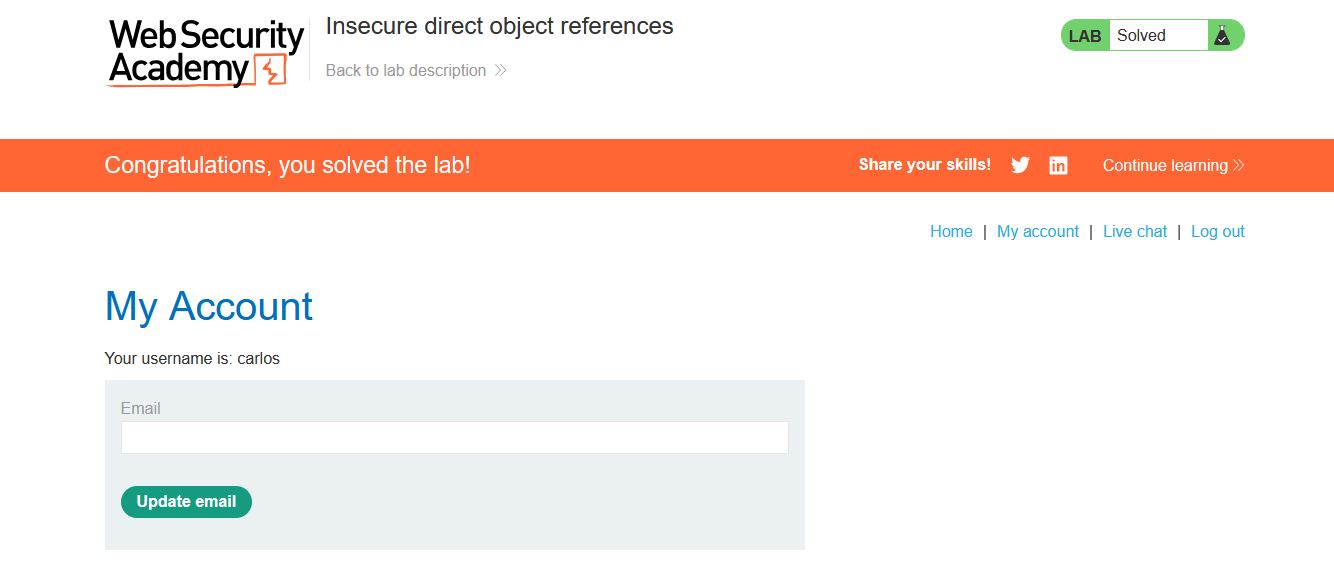 Web Security
Academy
Insecure direct object references
Back to lab description
LAB Solved
Congratulations, you solved the lab!
Share your skills!
Continue learning
Home | My account | Live chat | Log out
My Account
Your username is: carlos
Email
Update email